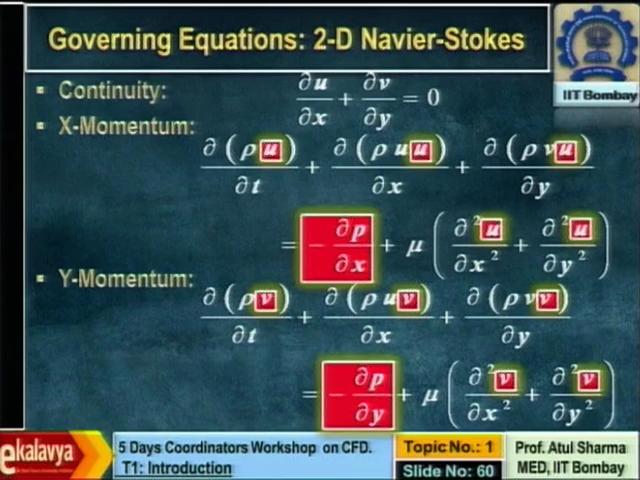 Governing Equations: 2-D Navier-Stokes
IIT Bombay
▪ Continuity: ∂u/∂x + ∂v/∂y = 0
▪ X-Momentum:
∂(ρu)/∂t + ∂(ρuu)/∂x + ∂(ρvu)/∂y
= - ∂p/∂x + μ(∂²u/∂x² + ∂²u/∂y²)
▪ Y-Momentum:
∂(ρv)/∂t + ∂(ρuv)/∂x + ∂(ρvv)/∂y
= - ∂p/∂y + μ(∂²v/∂x² + ∂²v/∂y²)
ekalavya
5 Days Coordinators Workshop on CFD.
T1: Introduction
Topic No.: 1
Slide No: 60
Prof. Atul Sharma
MED, IIT Bombay